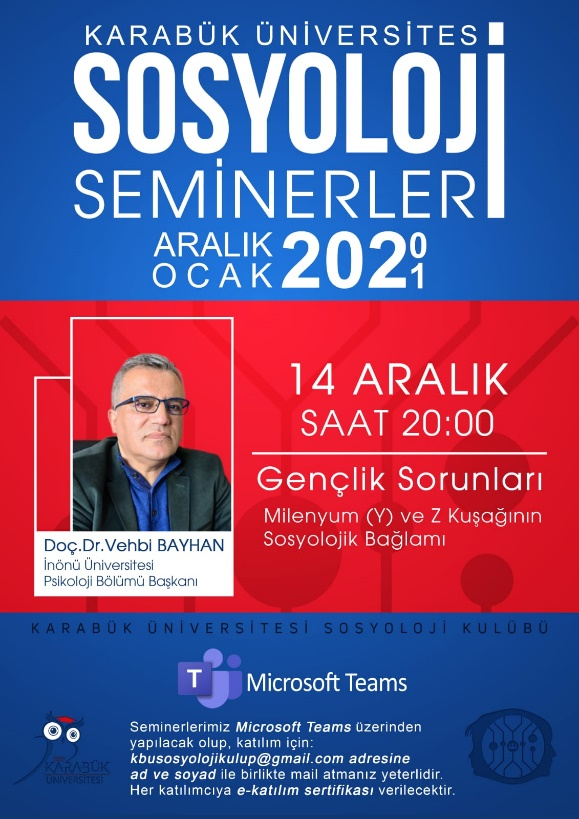 KARABÜK ÜNİVERSİTESİ
SOSYOLOJİ
SEMİNERLERİ
ARALIK 2020
OCAK 2021
14 ARALIK
SAAT 20:00
Gençlik Sorunları
Milenyum (Y) ve Z Kuşağının
Sosyolojik Bağlamı
Doç.Dr.Vehbi BAYHAN
İnönü Üniversitesi
Psikoloji Bölümü Başkanı
KARABÜK ÜNİVERSİTESİ SOSYOLOJİ KULÜBÜ
T Microsoft Teams
Seminerlerimiz Microsoft Teams üzerinden
yapılacak olup, katılım için:
kbusosyolojikulup@gmail.com adresine
ad ve soyad ile birlikte mail atmanız yeterlidir.
Her katılımcıya e-katılım sertifikası verilecektir.
KARABÜK
ÜNİVERSİTESİ